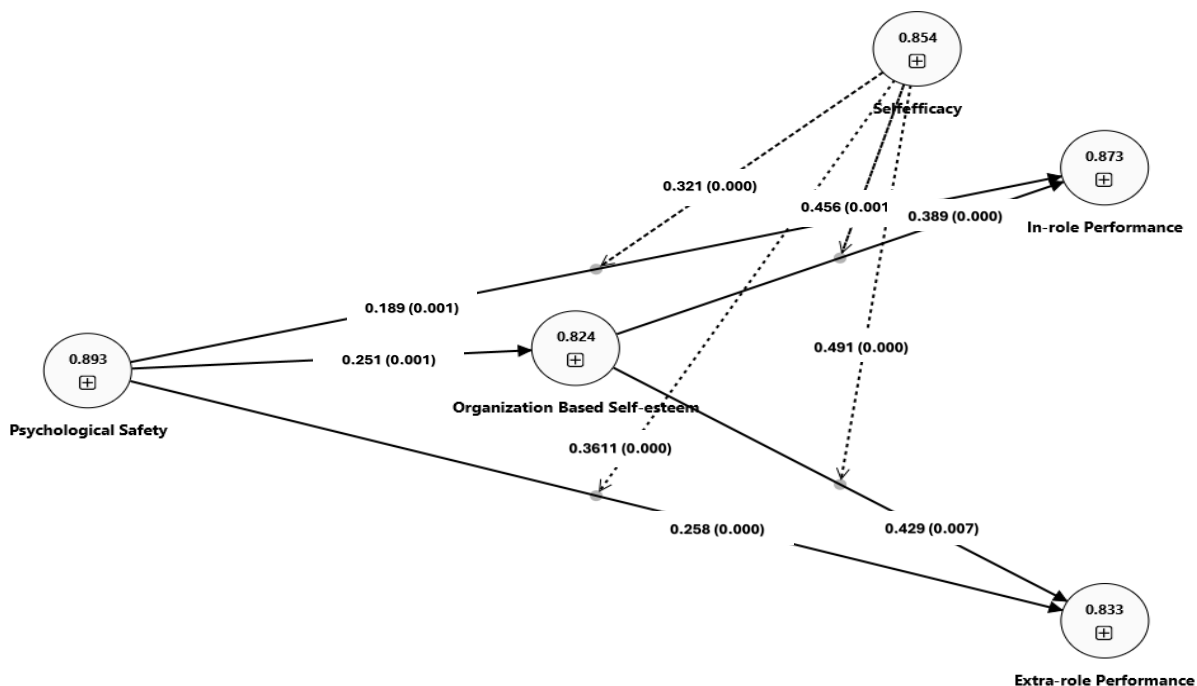 0.854
Selfefficacy
0.873
In-role Performance
0.321 (0.000)
0.456 (0.001
0.389 (0.000)
0.189 (0.001)
0.824
Organization Based Self-esteem
0.893
Psychological Safety
0.251 (0.001)
0.491 (0.000)
0.3611 (0.000)
0.258 (0.000)
0.429 (0.007)
0.833
Extra-role Performance